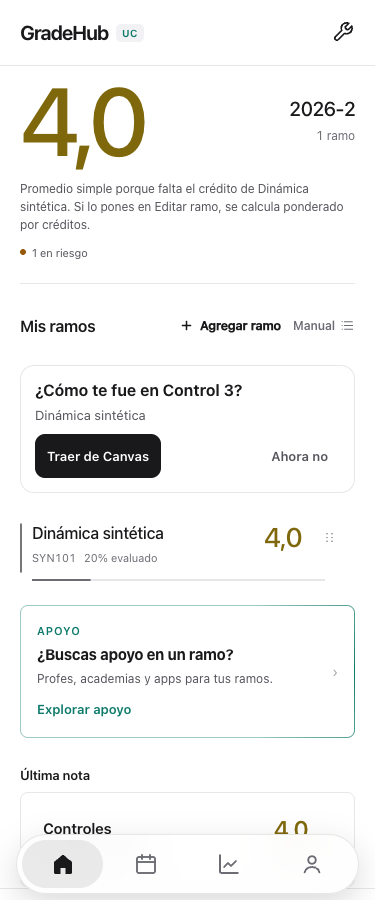 GradeHub UC
4,0
2026-2
1 ramo
Promedio simple porque falta el crédito de Dinámica
sintética. Si lo pones en Editar ramo, se calcula ponderado
por créditos.
1 en riesgo
Mis ramos
+ Agregar ramo
Manual
¿Cómo te fue en Control 3?
Dinámica sintética
Traer de Canvas
Ahora no
Dinámica sintética
4,0
SYN101 20% evaluado
APOYO
¿Buscas apoyo en un ramo?
Profes, academias y apps para tus ramos.
Explorar apoyo
Última nota
Controles
4,0